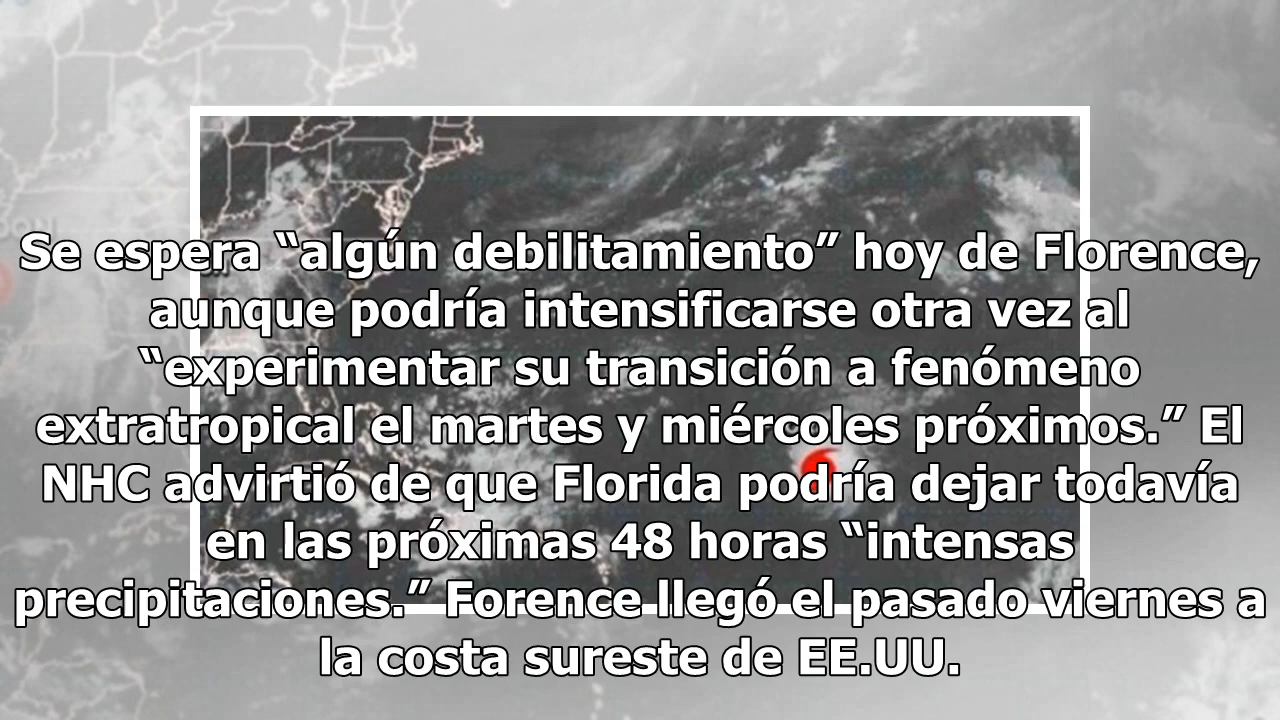 Se espera “algún debilitamiento” hoy de Florence,
aunque podría intensificarse otra vez al
“experimentar su transición a fenómeno
extratropical el martes y miércoles próximos.” El
NHC advirtió de que Florida podría dejar todavía
en las próximas 48 horas “intensas
precipitaciones.” Forence llegó el pasado viernes a
la costa sureste de EE.UU.